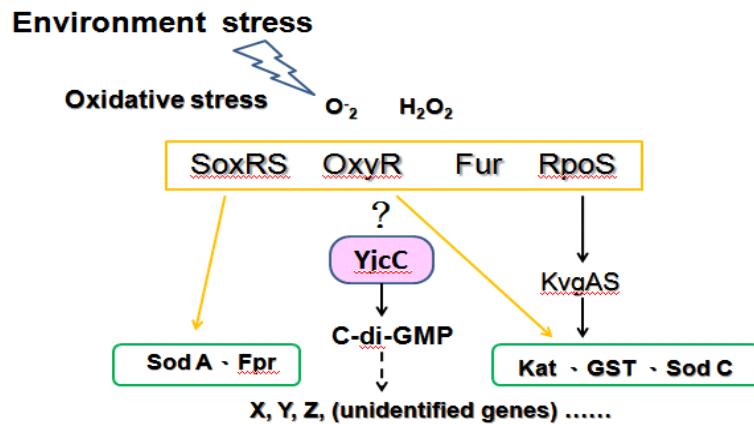 Environment stress
Oxidative stress O⁻₂ H₂O₂
SoxRS OxyR Fur RpoS
?
YjcC
KvgAS
C-di-GMP
Sod A、Fpr
Kat 、GST 、Sod C
X, Y, Z, (unidentified genes) ......